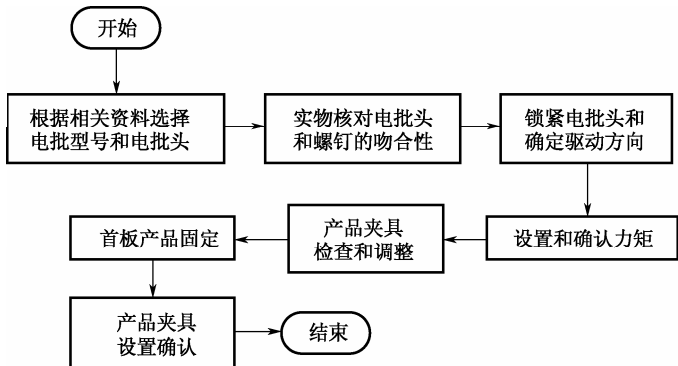 开始
根据相关资料选择
电批型号和电批头
实物核对电批头
和螺钉的吻合性
锁紧电批头和
确定驱动方向
设置和确认力矩
产品夹具
检查和调整
首板产品固定
产品夹具
设置确认
结束